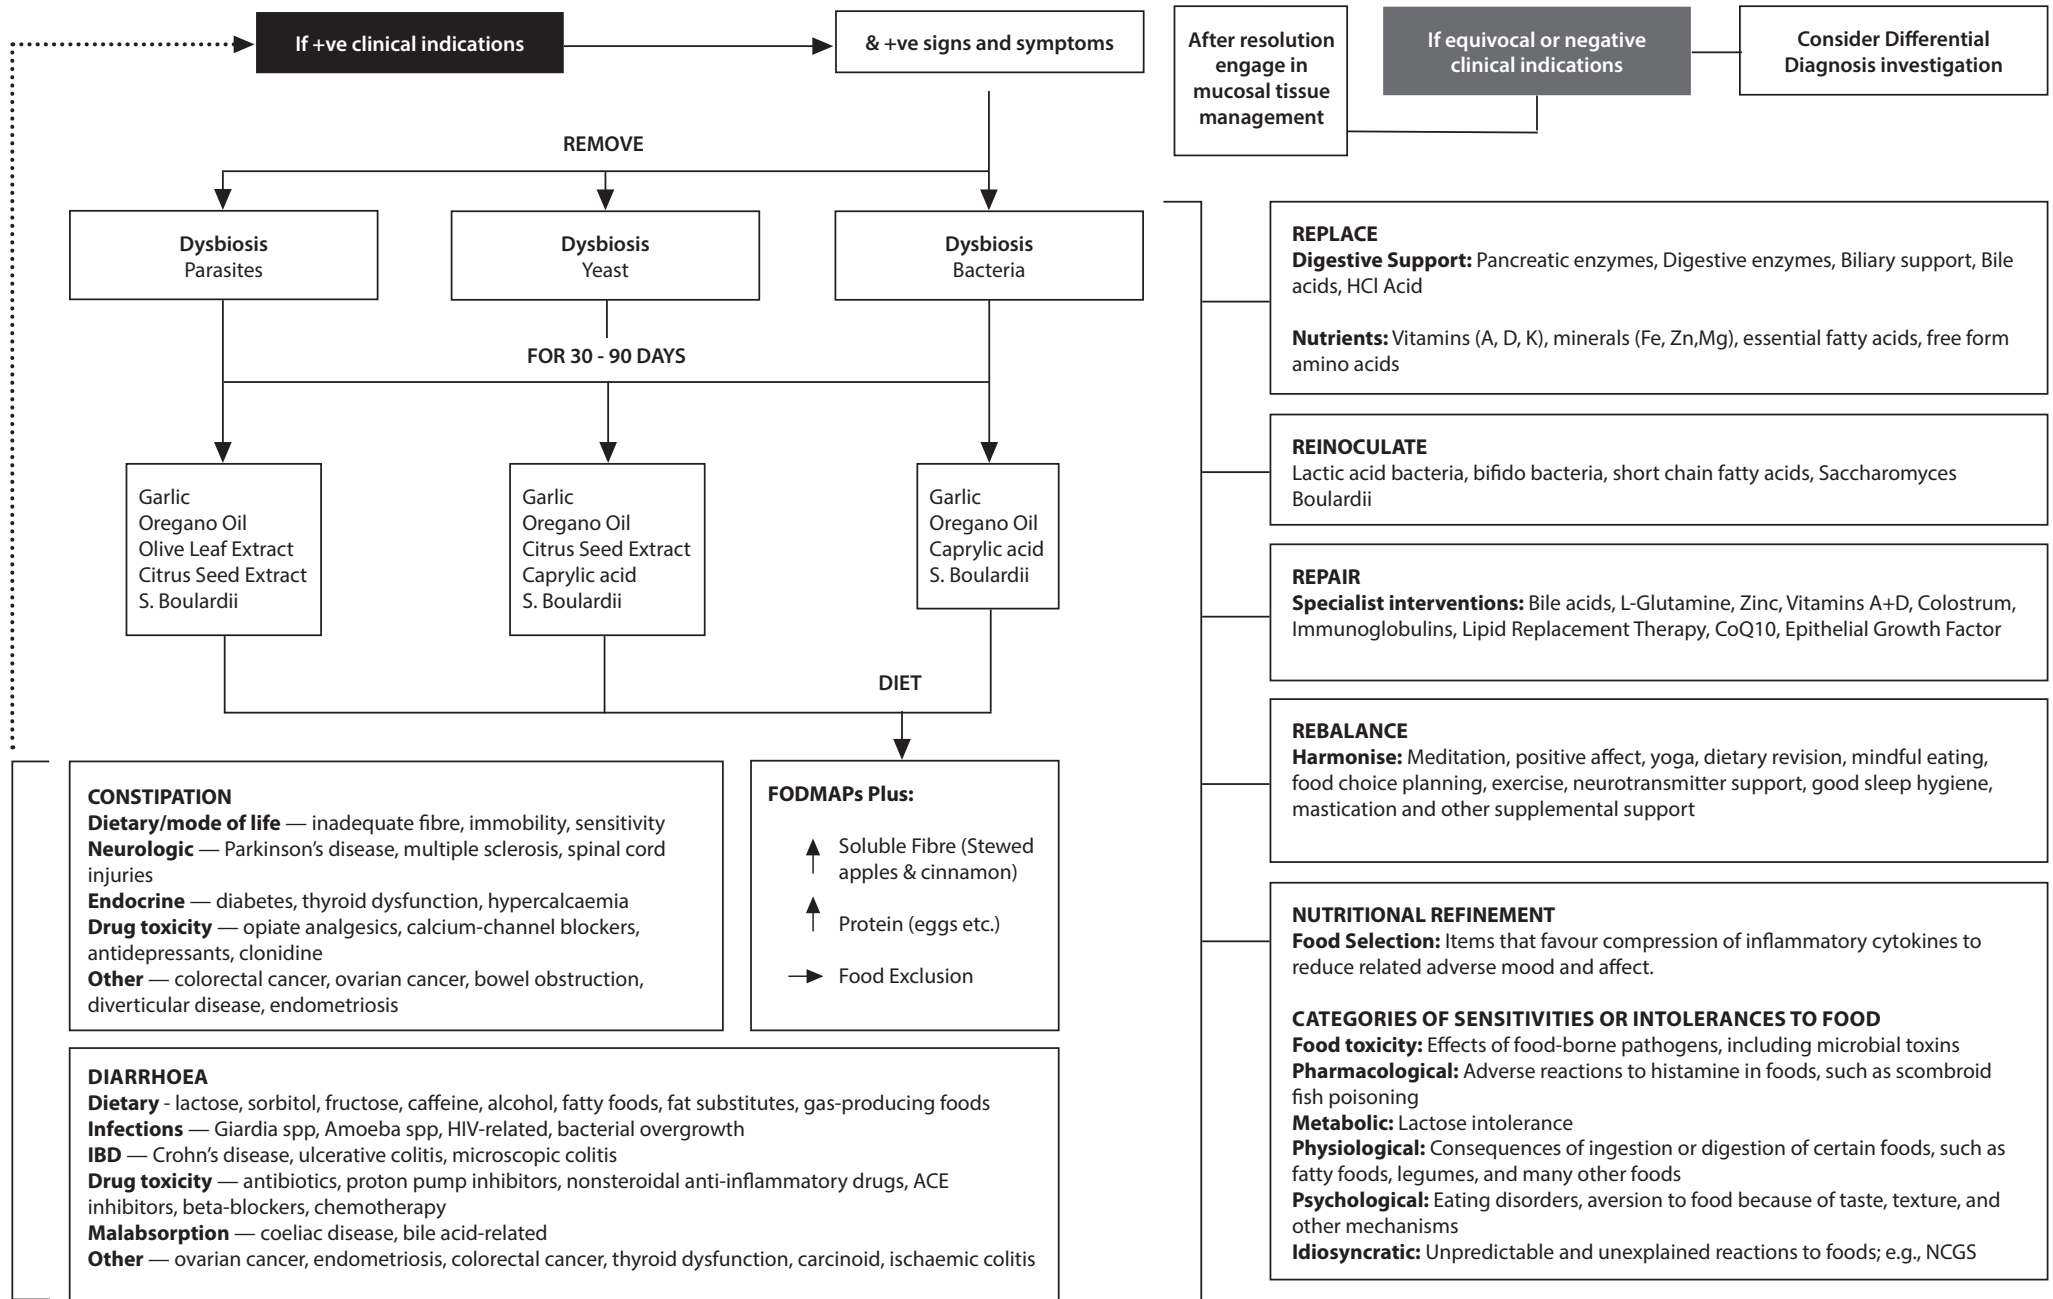 If +ve clinical indications
& +ve signs and symptoms
After resolution
engage in
mucosal tissue
management
If equivocal or negative
clinical indications
Consider Differential
Diagnosis investigation
REMOVE
Dysbiosis
Parasites
Dysbiosis
Yeast
Dysbiosis
Bacteria
FOR 30 - 90 DAYS
Garlic
Oregano Oil
Olive Leaf Extract
Citrus Seed Extract
S. Boulardii
Garlic
Oregano Oil
Citrus Seed Extract
Caprylic acid
S. Boulardii
Garlic
Oregano Oil
Caprylic acid
S. Boulardii
DIET
CONSTIPATION
Dietary/mode of life — inadequate fibre, immobility, sensitivity
Neurologic — Parkinson’s disease, multiple sclerosis, spinal cord
injuries
Endocrine — diabetes, thyroid dysfunction, hypercalcaemia
Drug toxicity — opiate analgesics, calcium-channel blockers,
antidepressants, clonidine
Other — colorectal cancer, ovarian cancer, bowel obstruction,
diverticular disease, endometriosis
FODMAPs Plus:
Soluble Fibre (Stewed
apples & cinnamon)
Protein (eggs etc.)
Food Exclusion
DIARRHOEA
Dietary - lactose, sorbitol, fructose, caffeine, alcohol, fatty foods, fat substitutes, gas-producing foods
Infections — Giardia spp, Amoeba spp, HIV-related, bacterial overgrowth
IBD — Crohn’s disease, ulcerative colitis, microscopic colitis
Drug toxicity — antibiotics, proton pump inhibitors, nonsteroidal anti-inflammatory drugs, ACE
inhibitors, beta-blockers, chemotherapy
Malabsorption — coeliac disease, bile acid-related
Other — ovarian cancer, endometriosis, colorectal cancer, thyroid dysfunction, carcinoid, ischaemic colitis
REPLACE
Digestive Support: Pancreatic enzymes, Digestive enzymes, Biliary support, Bile
acids, HCl Acid
Nutrients: Vitamins (A, D, K), minerals (Fe, Zn,Mg), essential fatty acids, free form
amino acids
REINOCULATE
Lactic acid bacteria, bifido bacteria, short chain fatty acids, Saccharomyces
Boulardii
REPAIR
Specialist interventions: Bile acids, L-Glutamine, Zinc, Vitamins A+D, Colostrum,
Immunoglobulins, Lipid Replacement Therapy, CoQ10, Epithelial Growth Factor
REBALANCE
Harmonise: Meditation, positive affect, yoga, dietary revision, mindful eating,
food choice planning, exercise, neurotransmitter support, good sleep hygiene,
mastication and other supplemental support
NUTRITIONAL REFINEMENT
Food Selection: Items that favour compression of inflammatory cytokines to
reduce related adverse mood and affect.
CATEGORIES OF SENSITIVITIES OR INTOLERANCES TO FOOD
Food toxicity: Effects of food-borne pathogens, including microbial toxins
Pharmacological: Adverse reactions to histamine in foods, such as scombroid
fish poisoning
Metabolic: Lactose intolerance
Physiological: Consequences of ingestion or digestion of certain foods, such as
fatty foods, legumes, and many other foods
Psychological: Eating disorders, aversion to food because of taste, texture, and
other mechanisms
Idiosyncratic: Unpredictable and unexplained reactions to foods; e.g., NCGS